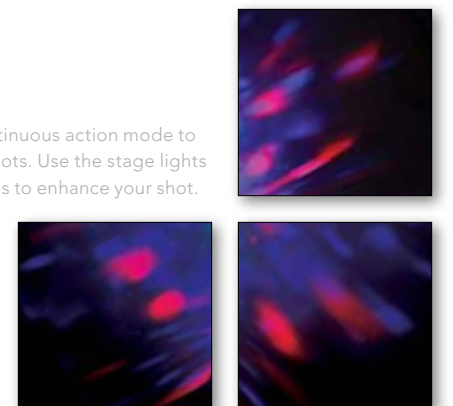 tinuous action mode to
ots. Use the stage lights
s to enhance your shot.